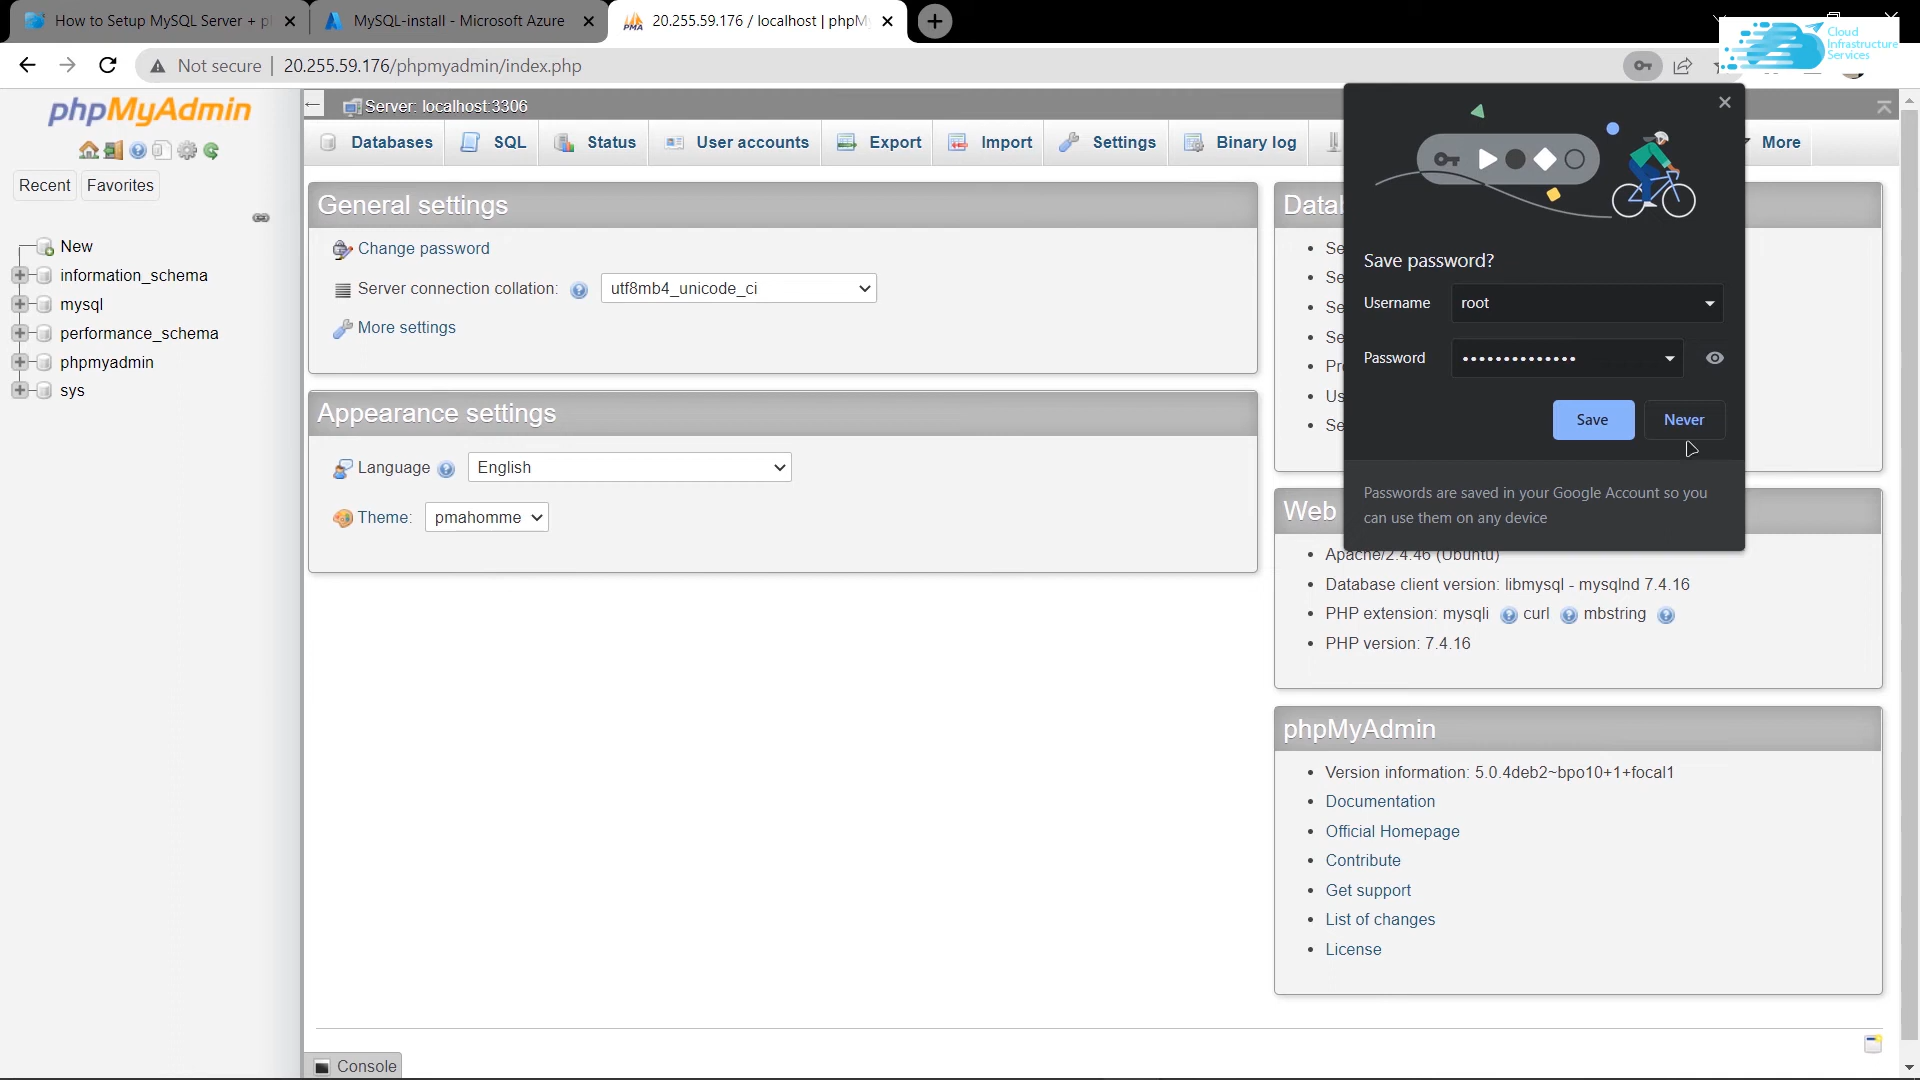 How to Setup MySQL Server + p
MySQL-install - Microsoft Azure
20.255.59.176 / localhost | phpM
Not secure
20.255.59.176/phpmyadmin/index.php
Cloud
Infrastructure
Services
phpMyAdmin
Recent
Favorites
New
information_schema
mysql
performance_schema
phpmyadmin
sys
Server: localhost:3306
Databases
SQL
Status
User accounts
Export
Import
Settings
Binary log
More
General settings
Change password
Server connection collation:
utf8mb4_unicode_ci
More settings
Appearance settings
Language
English
Theme:
pmahomme
Save password?
Username
root
Password
Save
Never
Passwords are saved in your Google Account so you
can use them on any device
Web
Apache/2.4.46 (Ubuntu)
Database client version: libmysql - mysqlnd 7.4.16
PHP extension: mysqli curl mbstring
PHP version: 7.4.16
phpMyAdmin
Version information: 5.0.4deb2~bpo10+1+focal1
Documentation
Official Homepage
Contribute
Get support
List of changes
License
Console